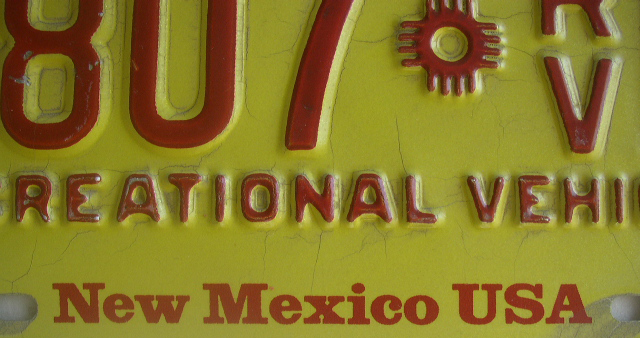 807 R
V
REATIONAL VEHI
New Mexico USA